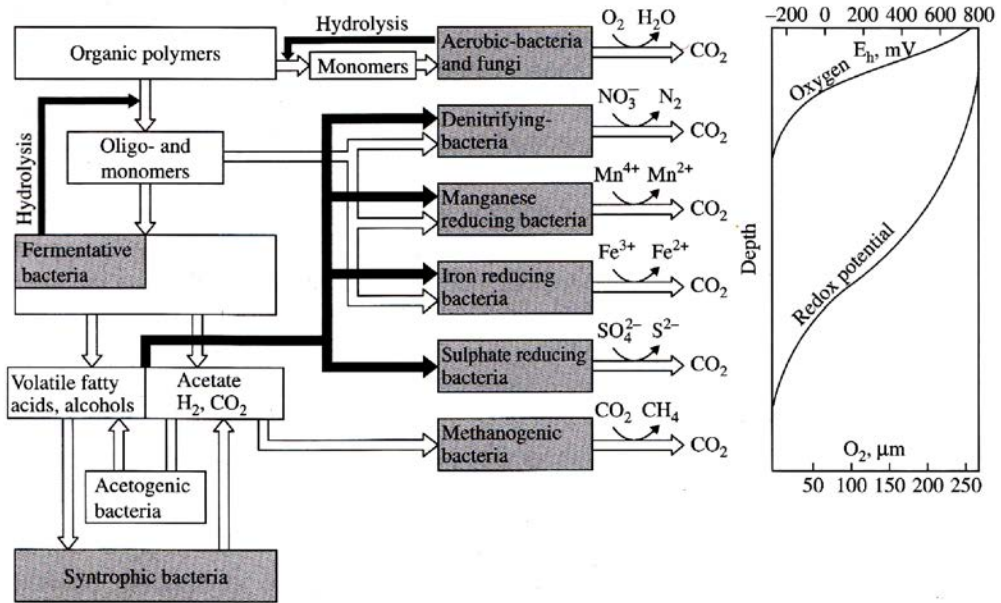 Hydrolysis
Organic polymers
Monomers
Aerobic-bacteria
and fungi
O₂ H₂O
CO₂
Hydrolysis
Oligo- and
monomers
Denitrifying-
bacteria
NO₃⁻ N₂
CO₂
Manganese
reducing bacteria
Mn⁴⁺ Mn²⁺
CO₂
Fermentative
bacteria
Iron reducing
bacteria
Fe³⁺ Fe²⁺
CO₂
Volatile fatty
acids, alcohols
Acetate
H₂, CO₂
Sulphate reducing
bacteria
SO₄²⁻ S²⁻
CO₂
Methanogenic
bacteria
CO₂ CH₄
CO₂
Acetogenic
bacteria
Syntrophic bacteria
−200 0 200 400 600 800
Eₕ, mV
Oxygen
Depth
Redox potential
O₂, μm
50 100 150 200 250